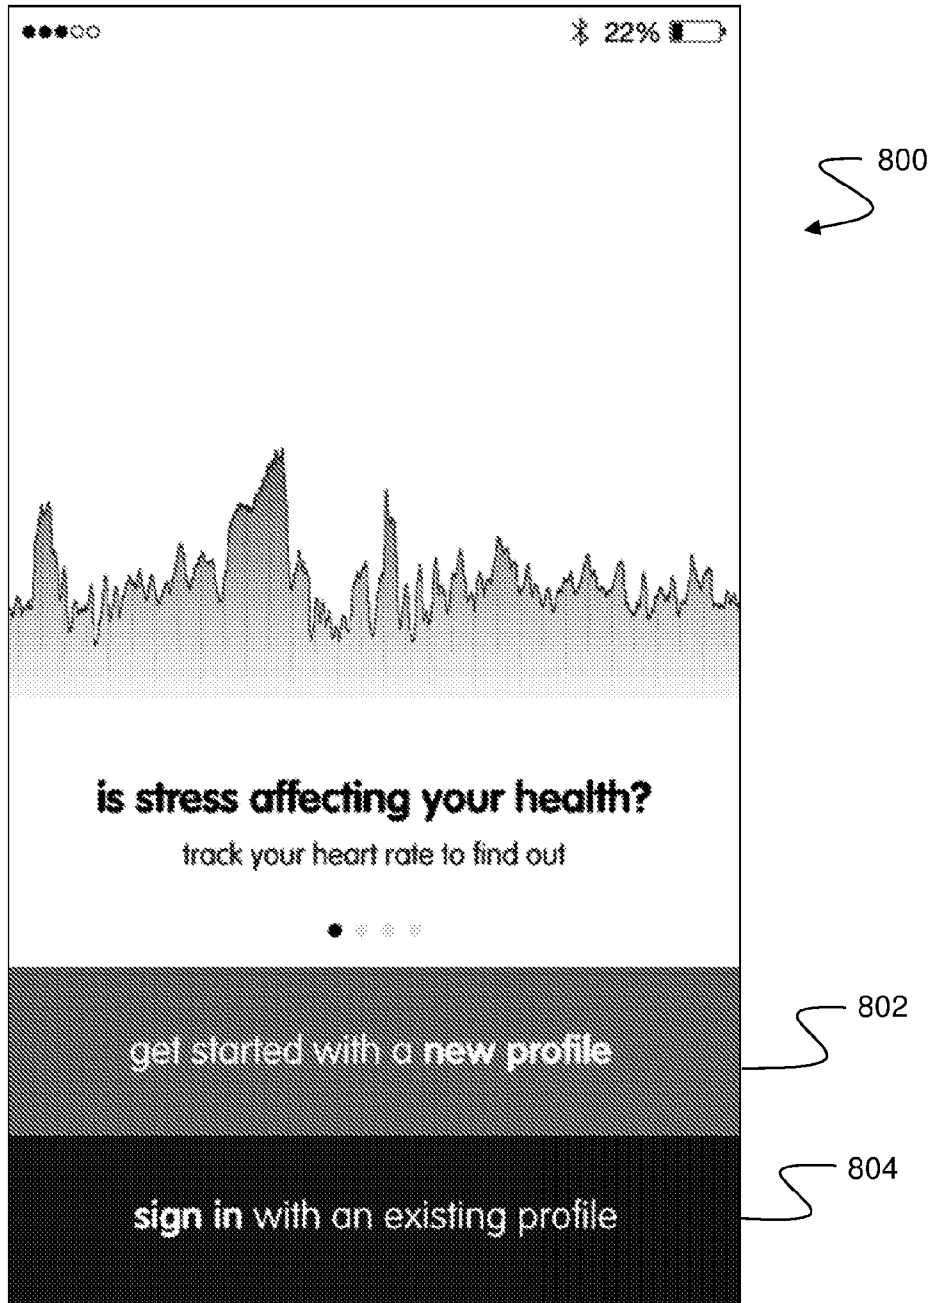 22%
800
is stress affecting your health?
track your heart rate to find out
802
get started with a new profile
804
sign in with an existing profile